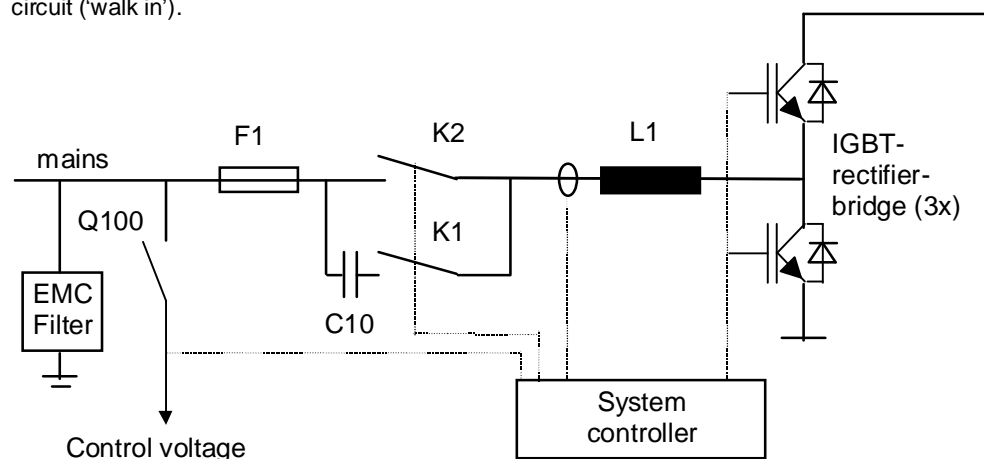 circuit ('walk in').
F1
K2
L1
mains
IGBT-
rectifier-
bridge (3x)
Q100
K1
EMC
Filter
C10
System
controller
Control voltage